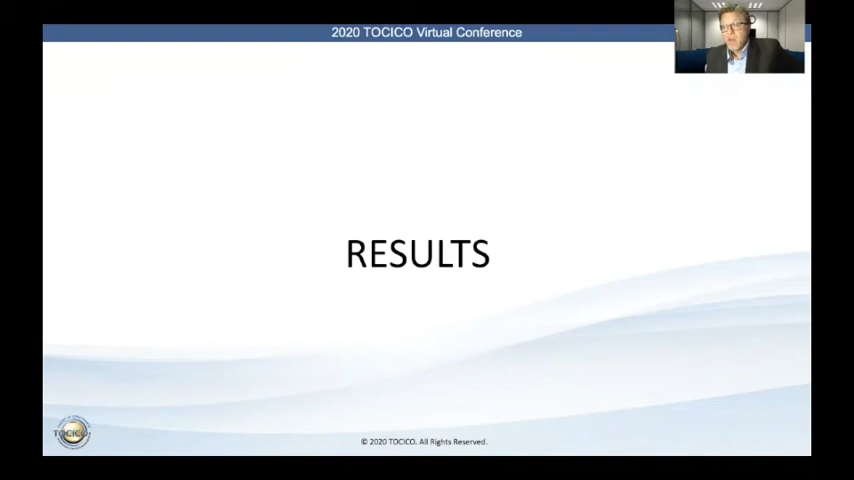 2020 TOCICO Virtual Conference
RESULTS
TOCICO
© 2020 TOCICO. All Rights Reserved.